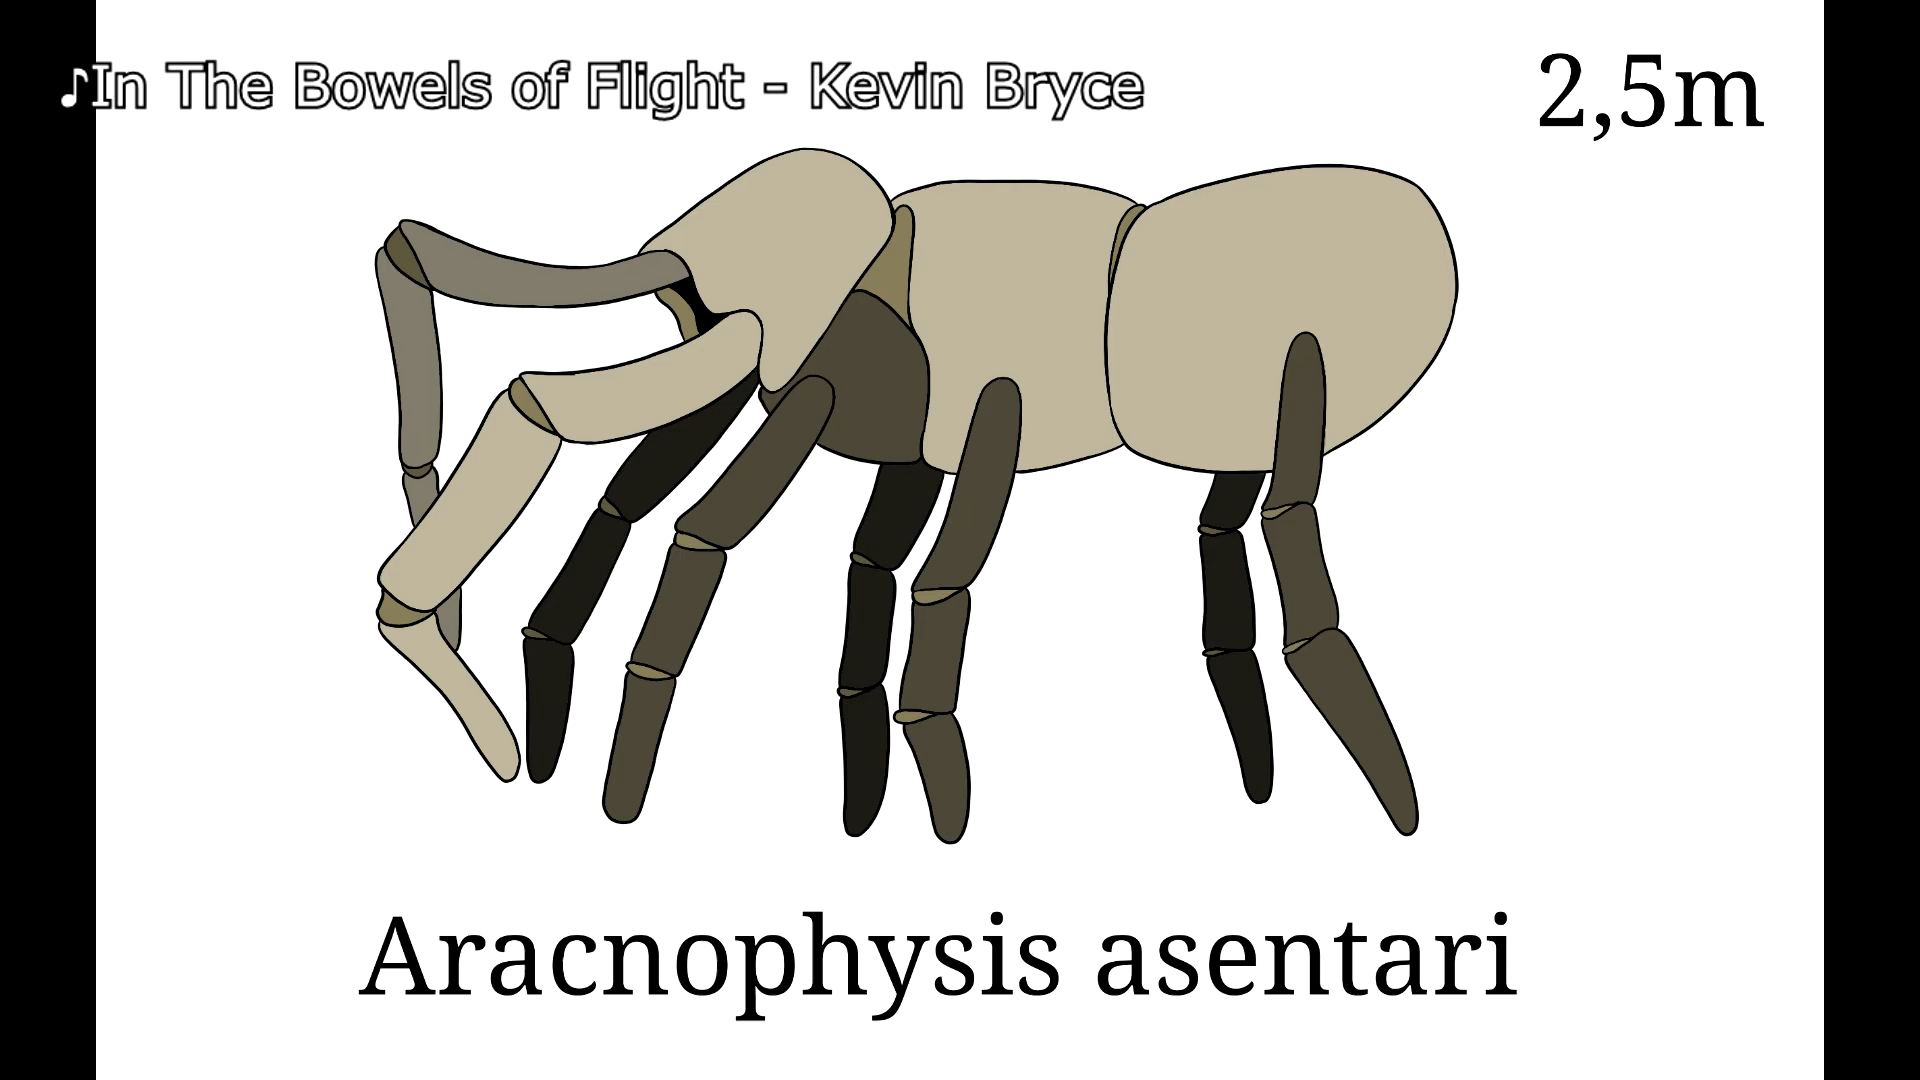 ♪In The Bowels of Flight - Kevin Bryce
2,5m
Aracnophysis asentari